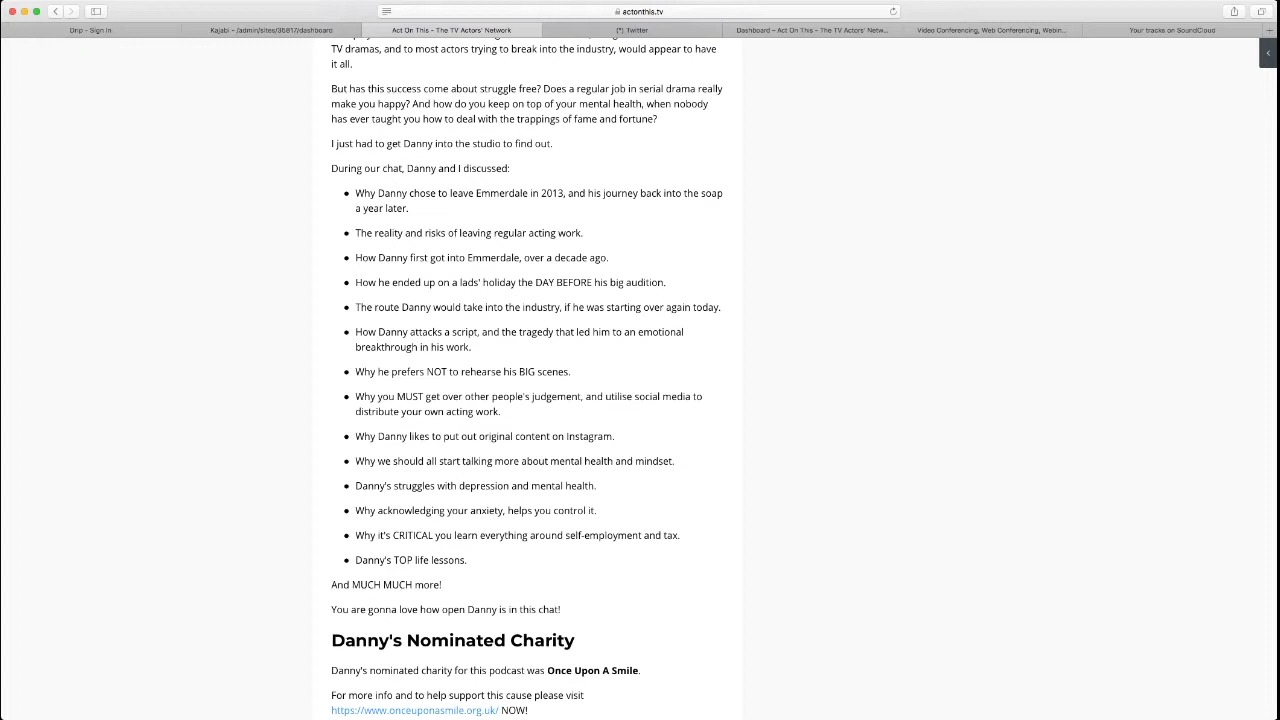 actonthis.tv
Drip - Sign In
Kajabi - /admin/sites/35817/dashboard
Act On This - The TV Actors' Network
(*) Twitter
Dashboard – Act On This - The TV Actors' Netw...
Video Conferencing, Web Conferencing, Webin...
Your tracks on SoundCloud
TV dramas, and to most actors trying to break into the industry, would appear to have
it all.
But has this success come about struggle free? Does a regular job in serial drama really
make you happy? And how do you keep on top of your mental health, when nobody
has ever taught you how to deal with the trappings of fame and fortune?
I just had to get Danny into the studio to find out.
During our chat, Danny and I discussed:
• Why Danny chose to leave Emmerdale in 2013, and his journey back into the soap
a year later.
• The reality and risks of leaving regular acting work.
• How Danny first got into Emmerdale, over a decade ago.
• How he ended up on a lads' holiday the DAY BEFORE his big audition.
• The route Danny would take into the industry, if he was starting over again today.
• How Danny attacks a script, and the tragedy that led him to an emotional
breakthrough in his work.
• Why he prefers NOT to rehearse his BIG scenes.
• Why you MUST get over other people's judgement, and utilise social media to
distribute your own acting work.
• Why Danny likes to put out original content on Instagram.
• Why we should all start talking more about mental health and mindset.
• Danny's struggles with depression and mental health.
• Why acknowledging your anxiety, helps you control it.
• Why it's CRITICAL you learn everything around self-employment and tax.
• Danny's TOP life lessons.
And MUCH MUCH more!
You are gonna love how open Danny is in this chat!
Danny's Nominated Charity
Danny's nominated charity for this podcast was Once Upon A Smile.
For more info and to help support this cause please visit
https://www.onceuponasmile.org.uk/ NOW!